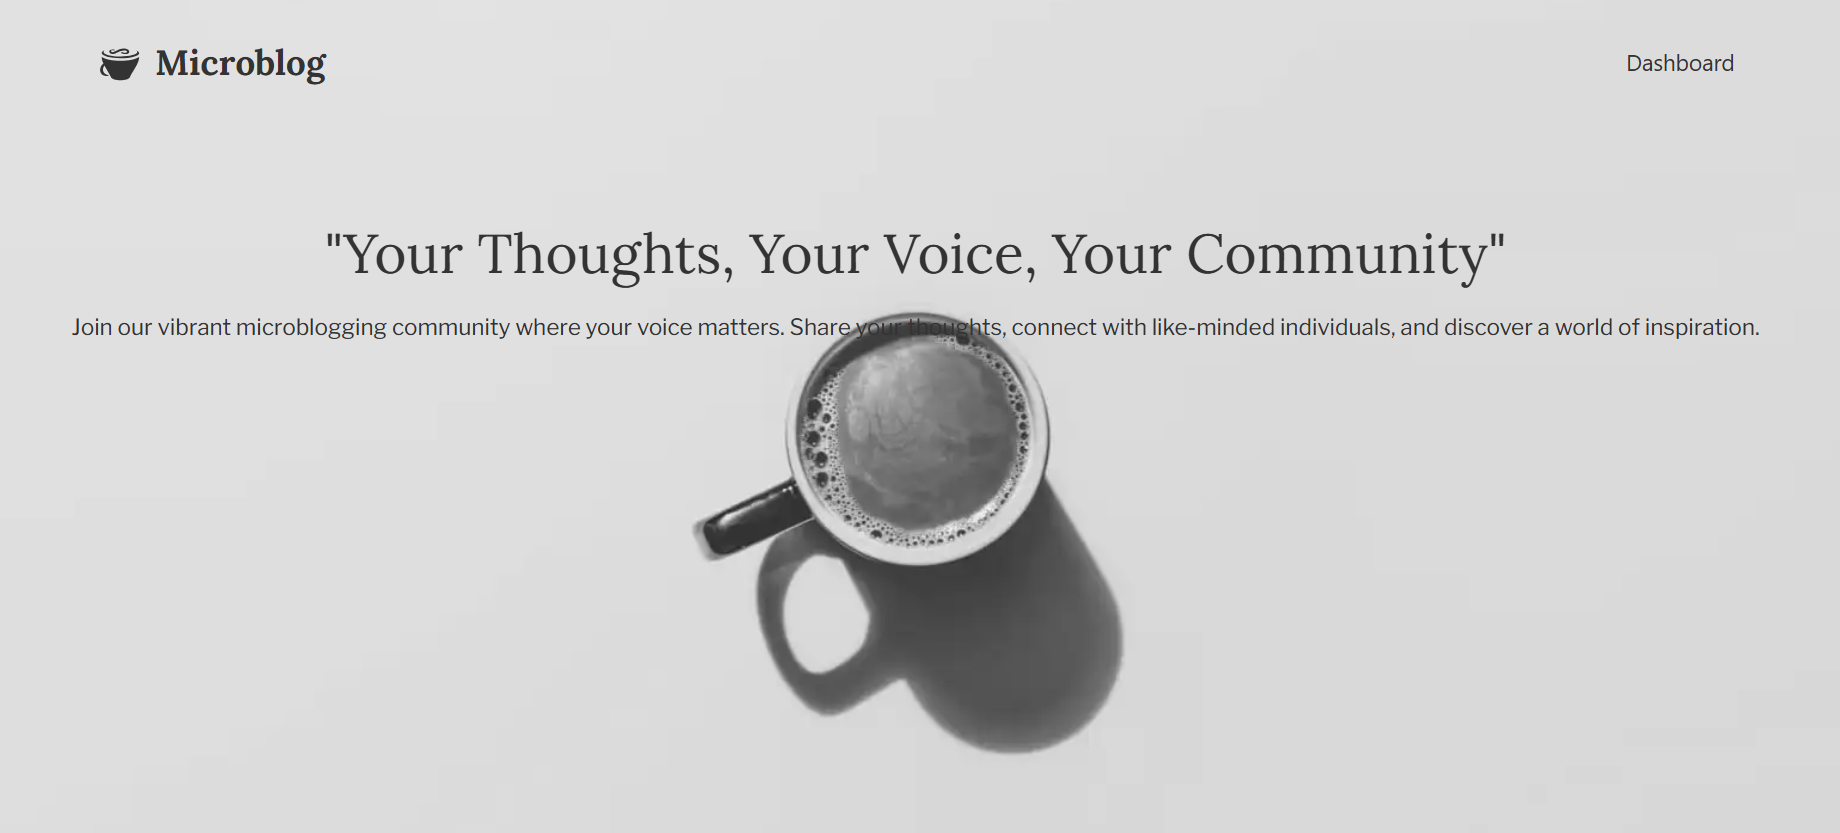 Microblog
Dashboard
"Your Thoughts, Your Voice, Your Community"
Join our vibrant microblogging community where your voice matters. Share your thoughts, connect with like-minded individuals, and discover a world of inspiration.